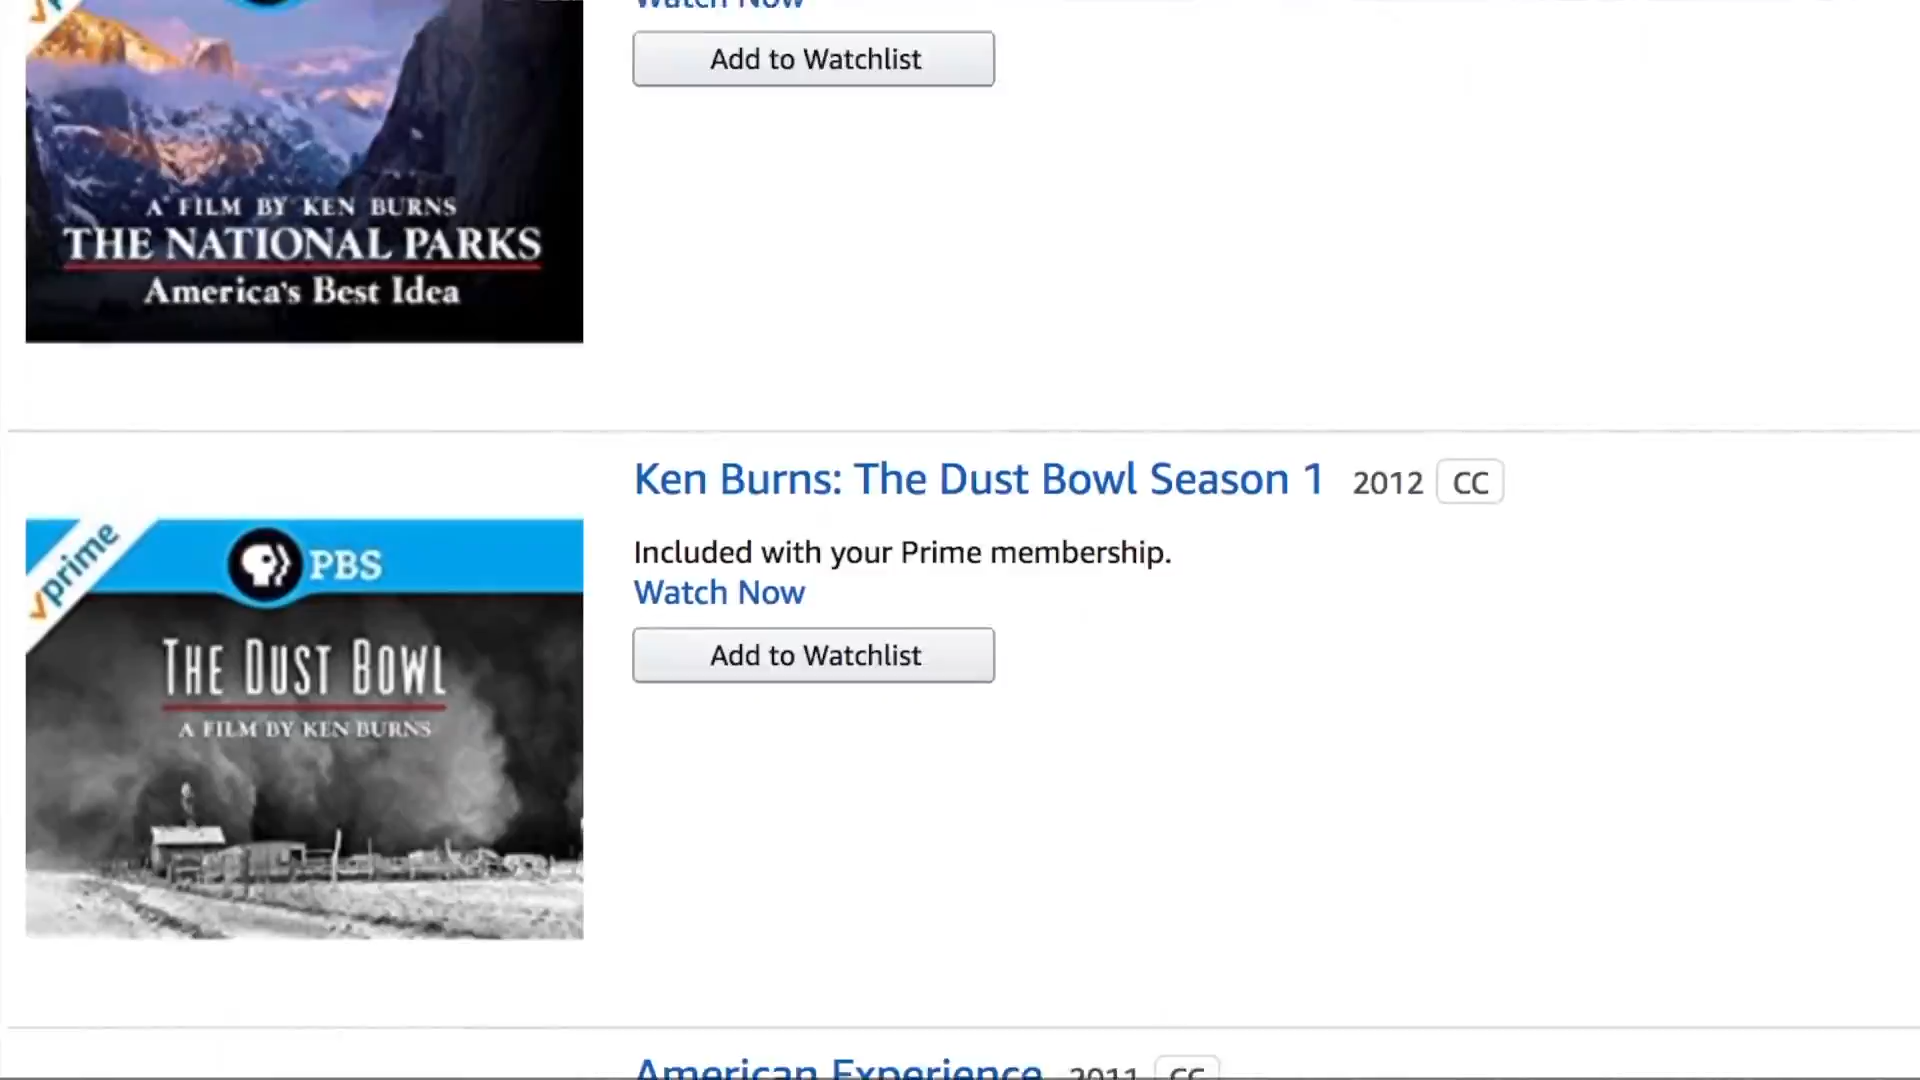 Watch Now
Add to Watchlist
A FILM BY KEN BURNS
THE NATIONAL PARKS
America's Best Idea
Ken Burns: The Dust Bowl Season 1 2012 CC
prime
PBS
Included with your Prime membership.
Watch Now
THE DUST BOWL
Add to Watchlist
A FILM BY KEN BURNS
American Experience 2011 CC